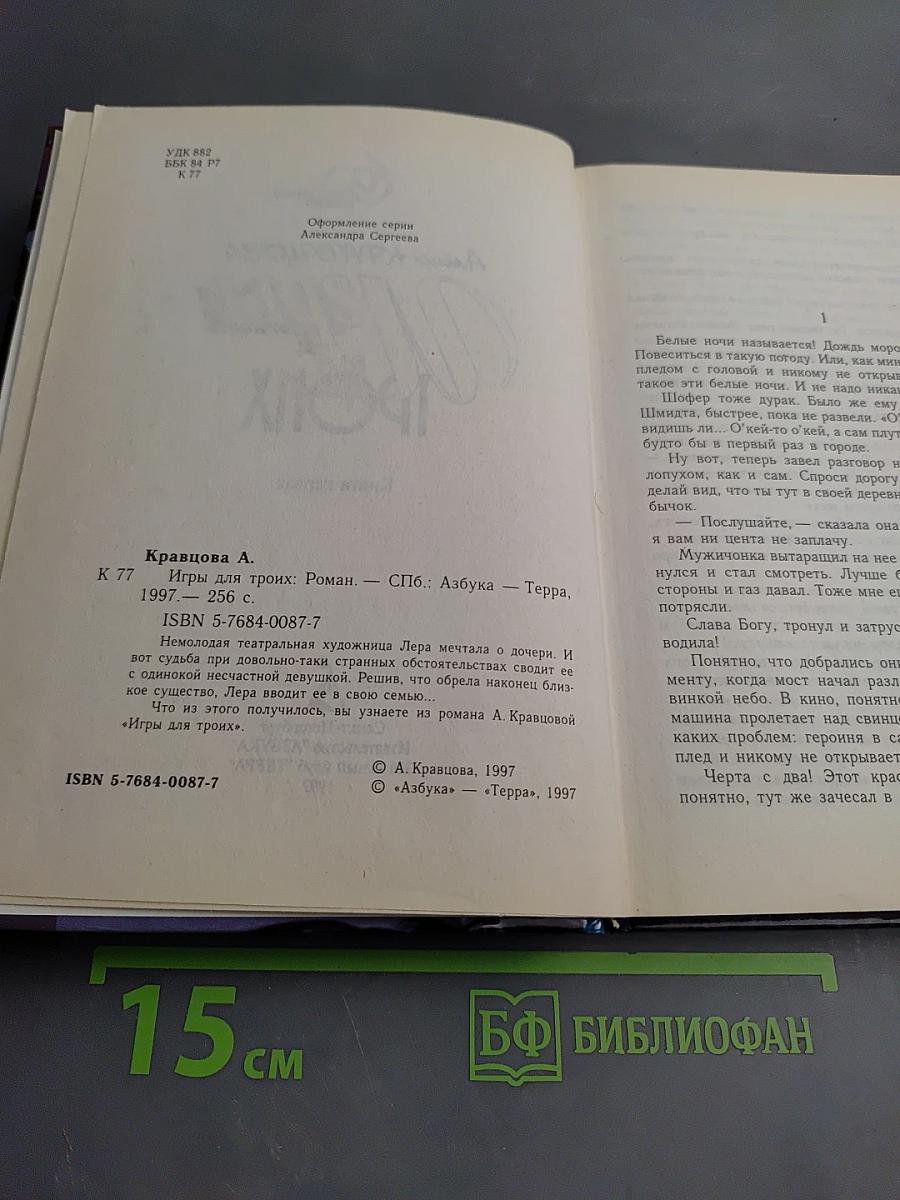 УДК 882
ББК 84 Р7
К 77
Оформление серии
Александра Сергеева
Кравцова А.
К 77 Игры для троих: Роман. — СПб.: Азбука — Терра,
1997.— 256 с.
ISBN 5-7684-0087-7
Немолодая театральная художница Лера мечтала о дочери. И
вот судьба при довольно-таки странных обстоятельствах сводит ее
с одинокой несчастной девушкой. Решив, что обрела наконец близ-
кое существо, Лера вводит ее в свою семью...
Что из этого получилось, вы узнаете из романа А. Кравцовой
«Игры для троих».
ISBN 5-7684-0087-7
© А. Кравцова, 1997
© «Азбука» — «Терра», 1997
1
Белые ночи называется! Дождь моро
Повеситься в такую погоду. Или, как мин
пледом с головой и никому не откры
такое эти белые ночи. И не надо ника
Шофер тоже дурак. Было же ему
Шмидта, быстрее, пока не развели. «О'
видишь ли... О'кей-то о'кей, а сам плут
будто бы в первый раз в городе.
Ну вот, теперь завел разговор н
лопухом, как и сам. Спроси дорогу
делай вид, что ты тут в своей дерев
бычок.
— Послушайте, — сказала она
я вам ни цента не заплачу.
Мужичонка вытаращил на нее
нулся и стал смотреть. Лучше б
стороны и газ давал. Тоже мне е
потрясли.
Слава Богу, тронул и затрус
водила!
Понятно, что добрались они
менту, когда мост начал разл
винкой небо. В кино, понятно
машина пролетает над свинц
каких проблем: героиня в са
плед и никому не открывает
Черта с два! Этот крас
понятно, тут же зачесал в
15 см
БФ БИБЛИОФАН